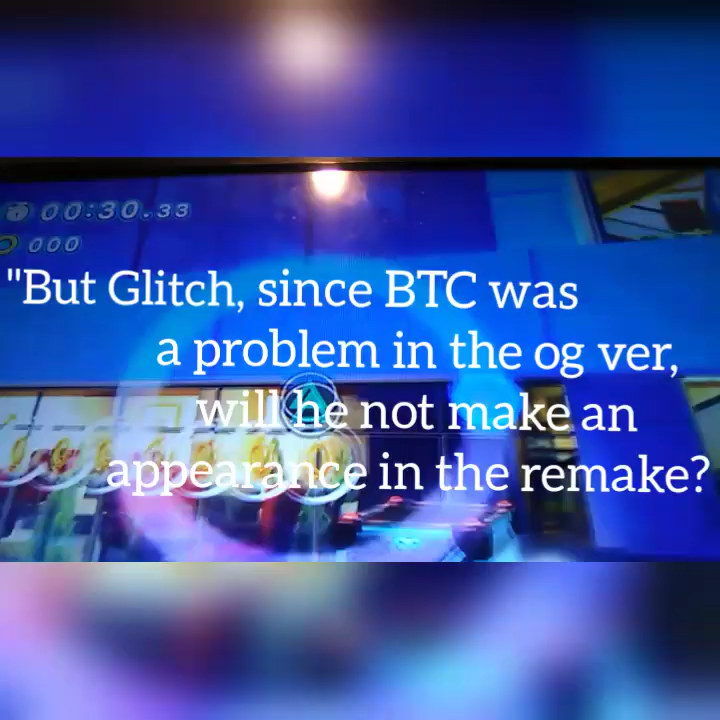 00:30.33
000
"But Glitch, since BTC was
a problem in the og ver,
will he not make an
appearance in the remake?